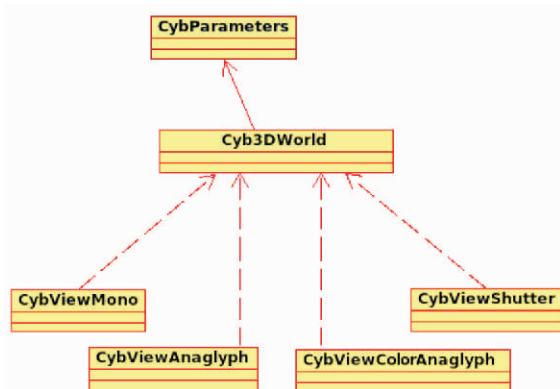 CybParameters
Cyb3DWorld
CybViewMono
CybViewShutter
CybViewAnaglyph
CybViewColorAnaglyph